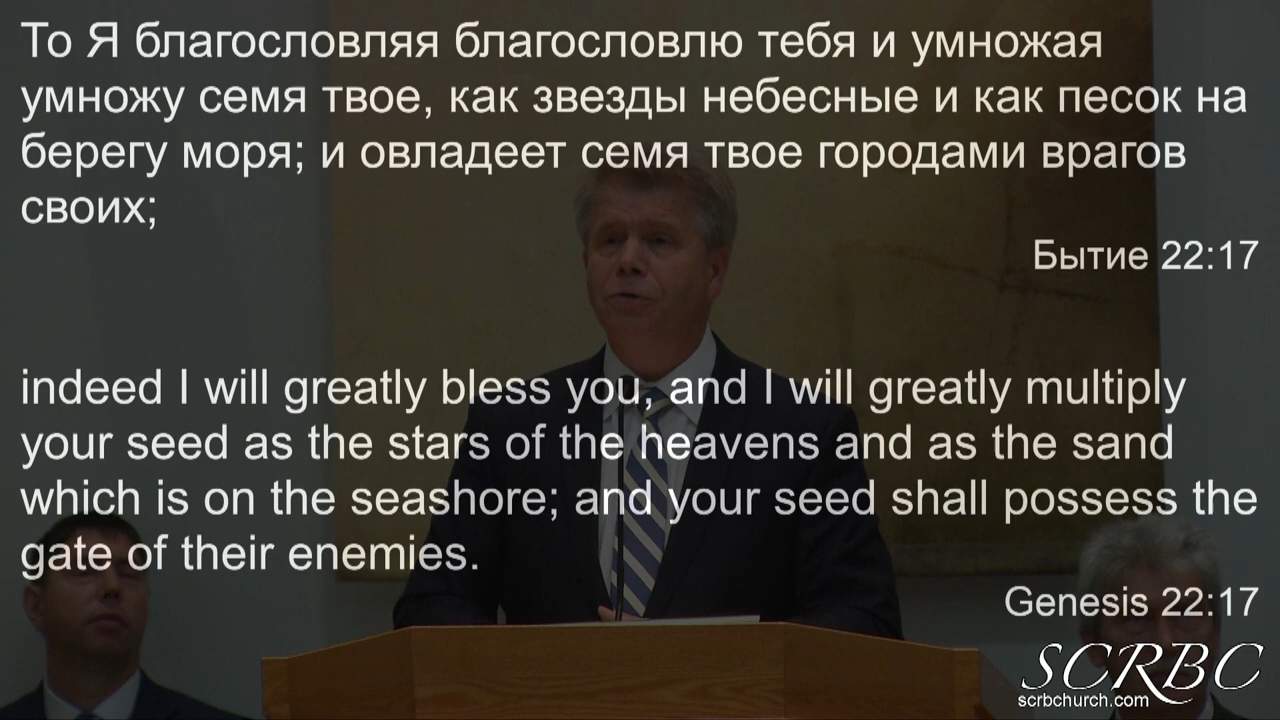 То Я благословляя благословлю тебя и умножая
умножу семя твое, как звезды небесные и как песок на
берегу моря; и овладеет семя твое городами врагов
своих;
Бытие 22:17
indeed I will greatly bless you, and I will greatly multiply
your seed as the stars of the heavens and as the sand
which is on the seashore; and your seed shall possess the
gate of their enemies.
Genesis 22:17
SCRBC
scrbchurch.com